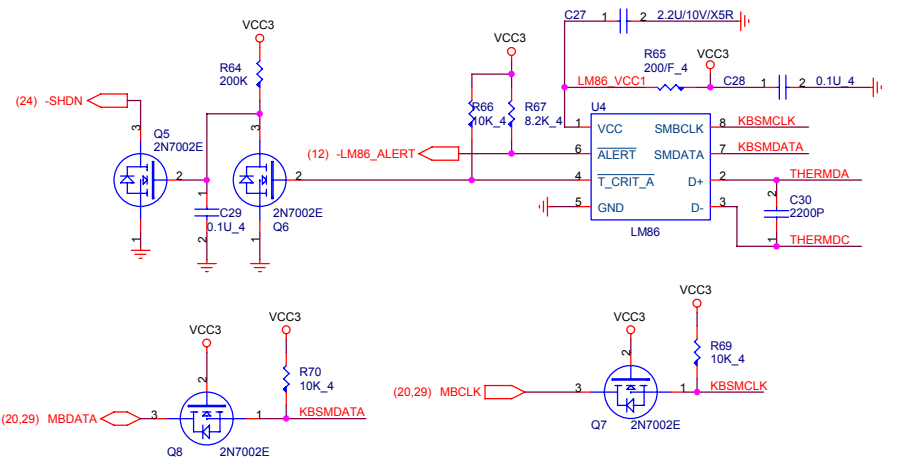 C27 1 2 2.2U/10V/X5R
VCC3
R64
200K
VCC3
R65
200/F_4
VCC3
LM86_VCC1
C28 1 2 0.1U_4
(24) -SHDN
3
Q5
2N7002E
2
1
3
2
2N7002E
Q6
1
1
C29
0.1U_4
2
R66
10K_4
R67
8.2K_4
(12) -LM86_ALERT
U4
1 VCC SMBCLK 8 KBSMCLK
6 ALERT SMDATA 7 KBSMDATA
4 T_CRIT_A D+ 2 THERMDA
5 GND D- 3 THERMDC
LM86
2
C30
2200P
1
VCC3
VCC3
R70
10K_4
2
(20,29) MBDATA 3 1 KBSMDATA
Q8 2N7002E
VCC3
VCC3
R69
10K_4
2
(20,29) MBCLK 3 1 KBSMCLK
Q7 2N7002E